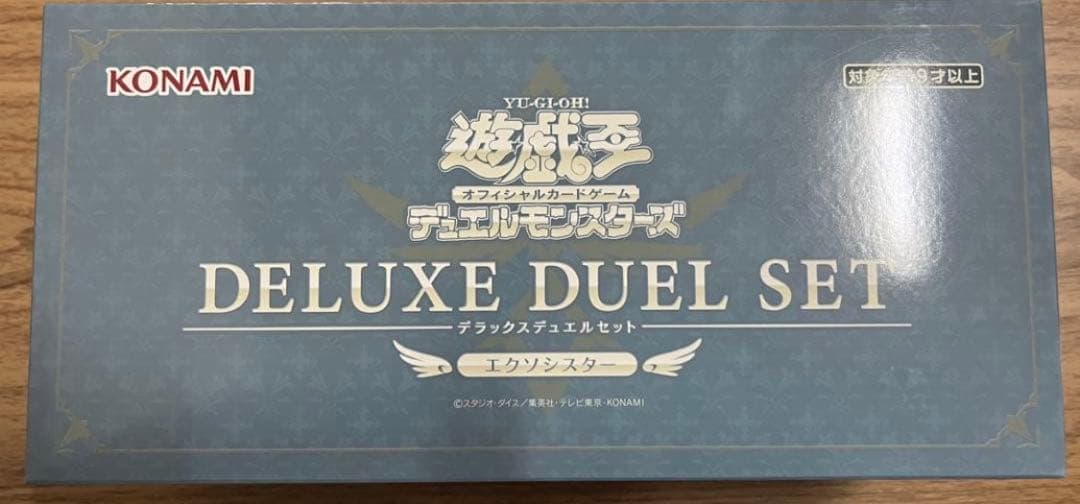 KONAMI
対象 9才以上
YU-GI-OH!
遊☆戯☆王
オフィシャルカードゲーム
デュエルモンスターズ
DELUXE DUEL SET
デラックスデュエルセット
エクソシスター
©スタジオ・ダイス/集英社・テレビ東京・KONAMI